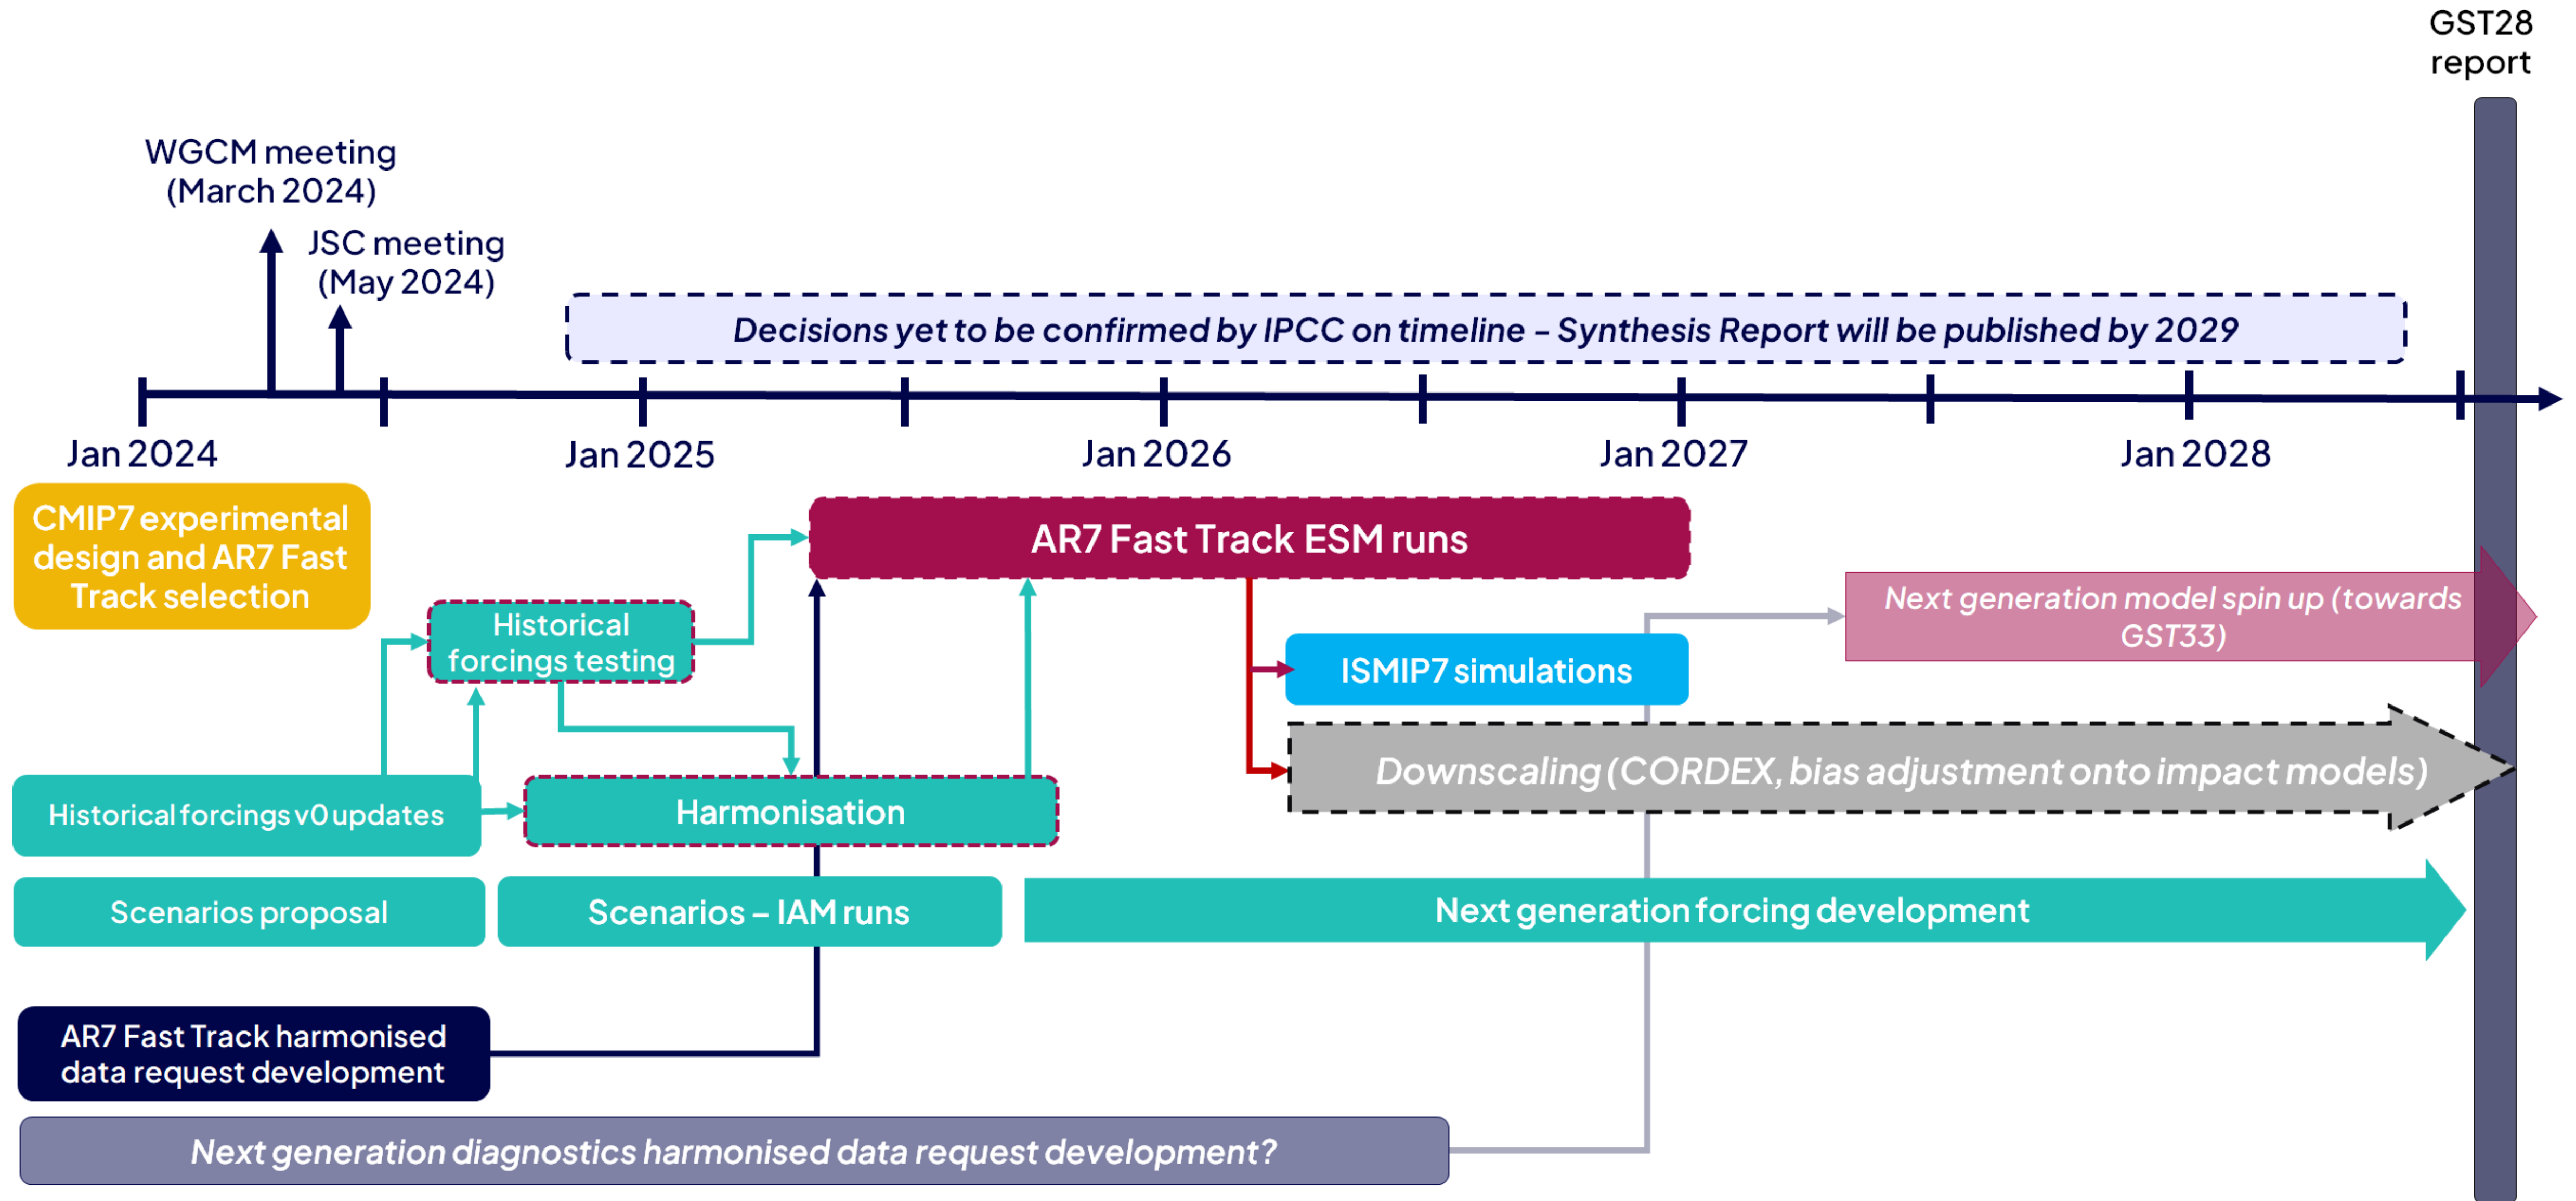 GST28
report
WGCM meeting
(March 2024)
JSC meeting
(May 2024)
Decisions yet to be confirmed by IPCC on timeline – Synthesis Report will be published by 2029
Jan 2024
Jan 2025
Jan 2026
Jan 2027
Jan 2028
CMIP7 experimental
design and AR7 Fast
Track selection
AR7 Fast Track ESM runs
Historical
forcings testing
Next generation model spin up (towards
GST33)
ISMIP7 simulations
Downscaling (CORDEX, bias adjustment onto impact models)
Historical forcings v0 updates
Harmonisation
Scenarios proposal
Scenarios – IAM runs
Next generation forcing development
AR7 Fast Track harmonised
data request development
Next generation diagnostics harmonised data request development?